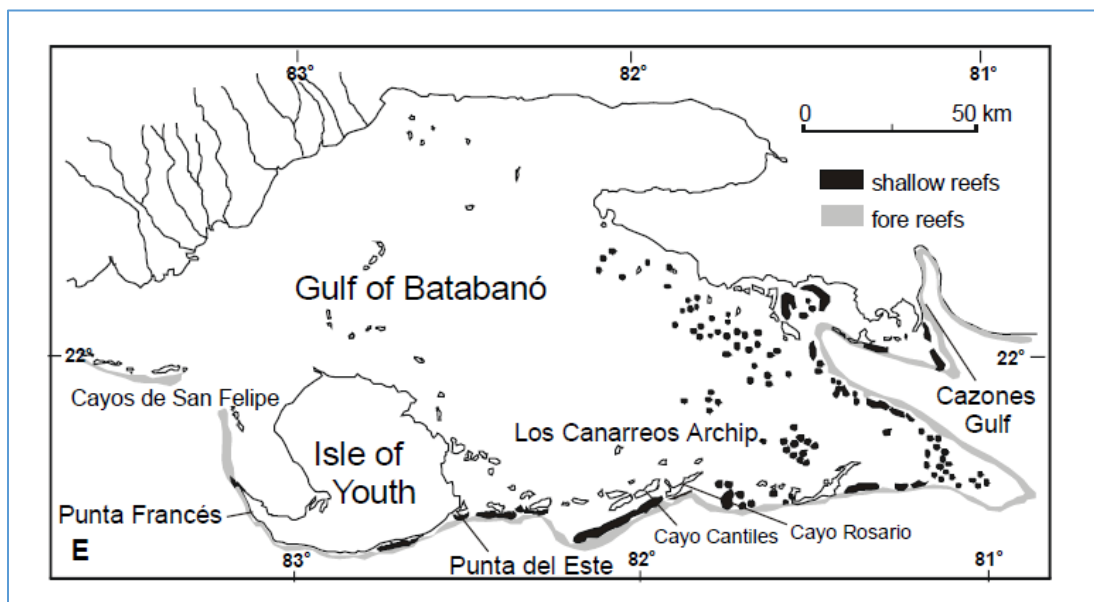 83°
82°
81°
0 50 km
shallow reefs
fore reefs
Gulf of Batabanó
22°
22°
Cayos de San Felipe
Cazones
Gulf
Los Canarreos Archip.
Isle of
Youth
Punta Francés
Cayo Rosario
Cayo Cantiles
E
Punta del Este
83°
82°
81°